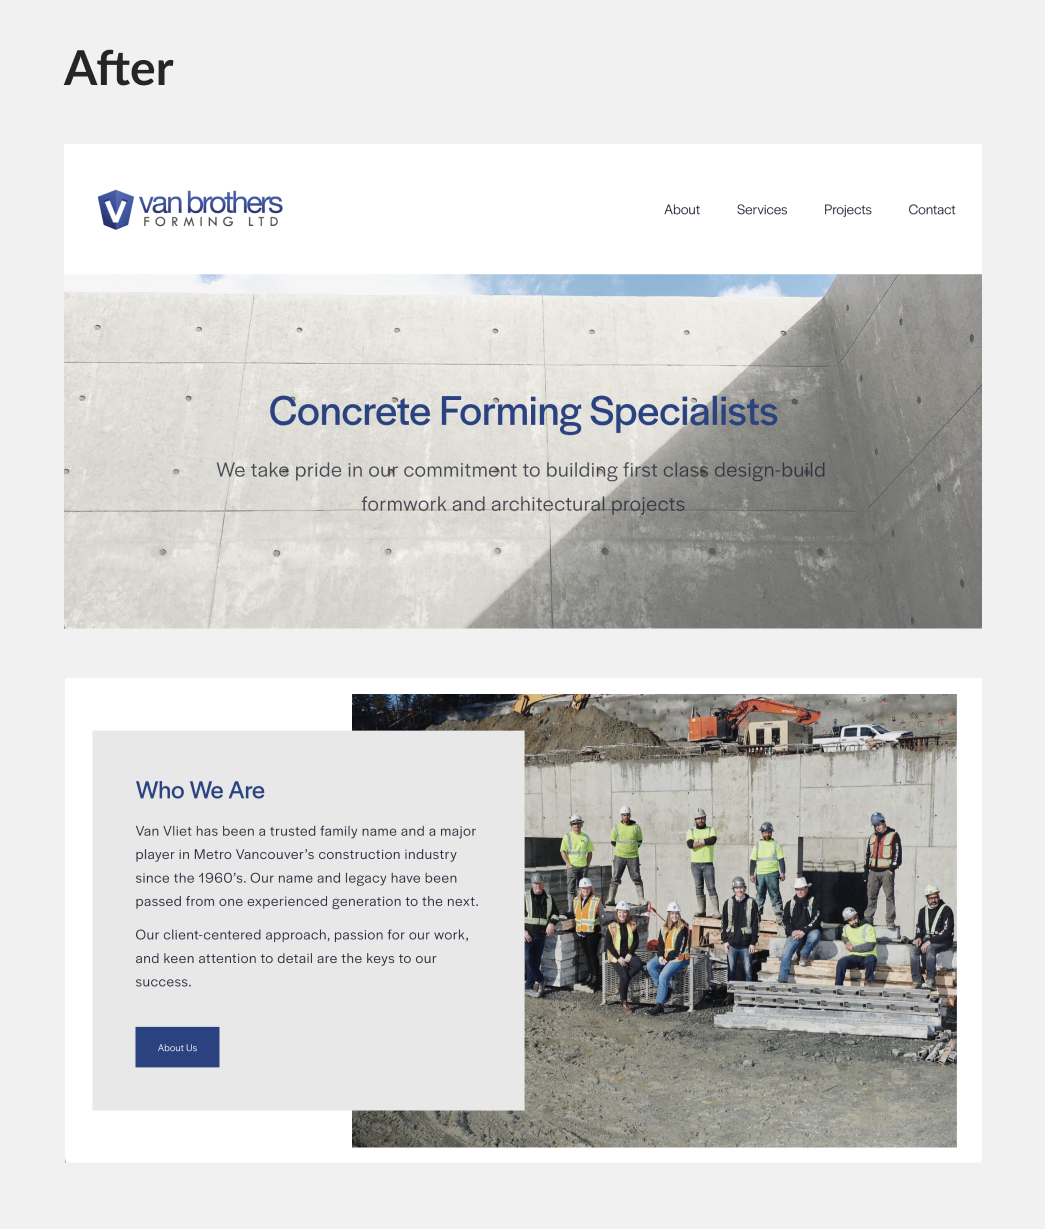 After
van brothers
FORMING LTD
About Services Projects Contact
Concrete Forming Specialists
We take pride in our commitment to building first class design-build
formwork and architectural projects
Who We Are
Van Vliet has been a trusted family name and a major
player in Metro Vancouver’s construction industry
since the 1960’s. Our name and legacy have been
passed from one experienced generation to the next.
Our client-centered approach, passion for our work,
and keen attention to detail are the keys to our
success.
About Us